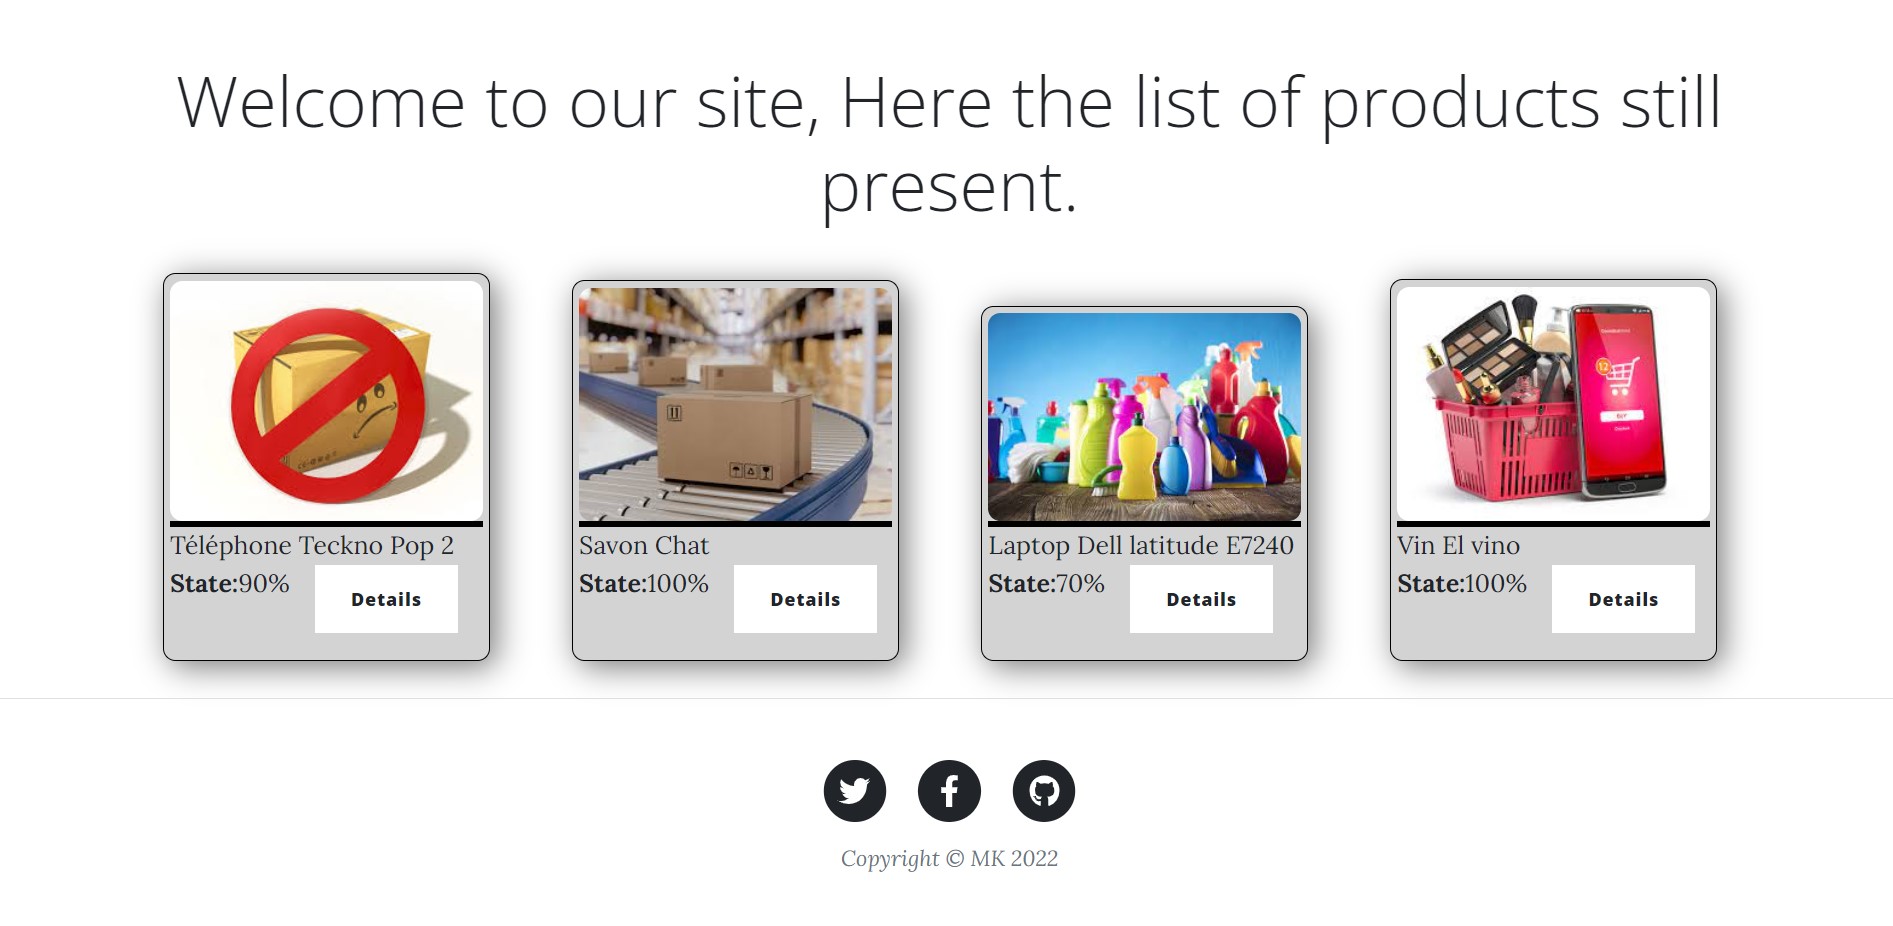 Welcome to our site, Here the list of products still
present.
Téléphone Teckno Pop 2
State:90%
Details
Savon Chat
State:100%
Details
Laptop Dell latitude E7240
State:70%
Details
12
BUY
Vin El vino
State:100%
Details
Copyright © MK 2022